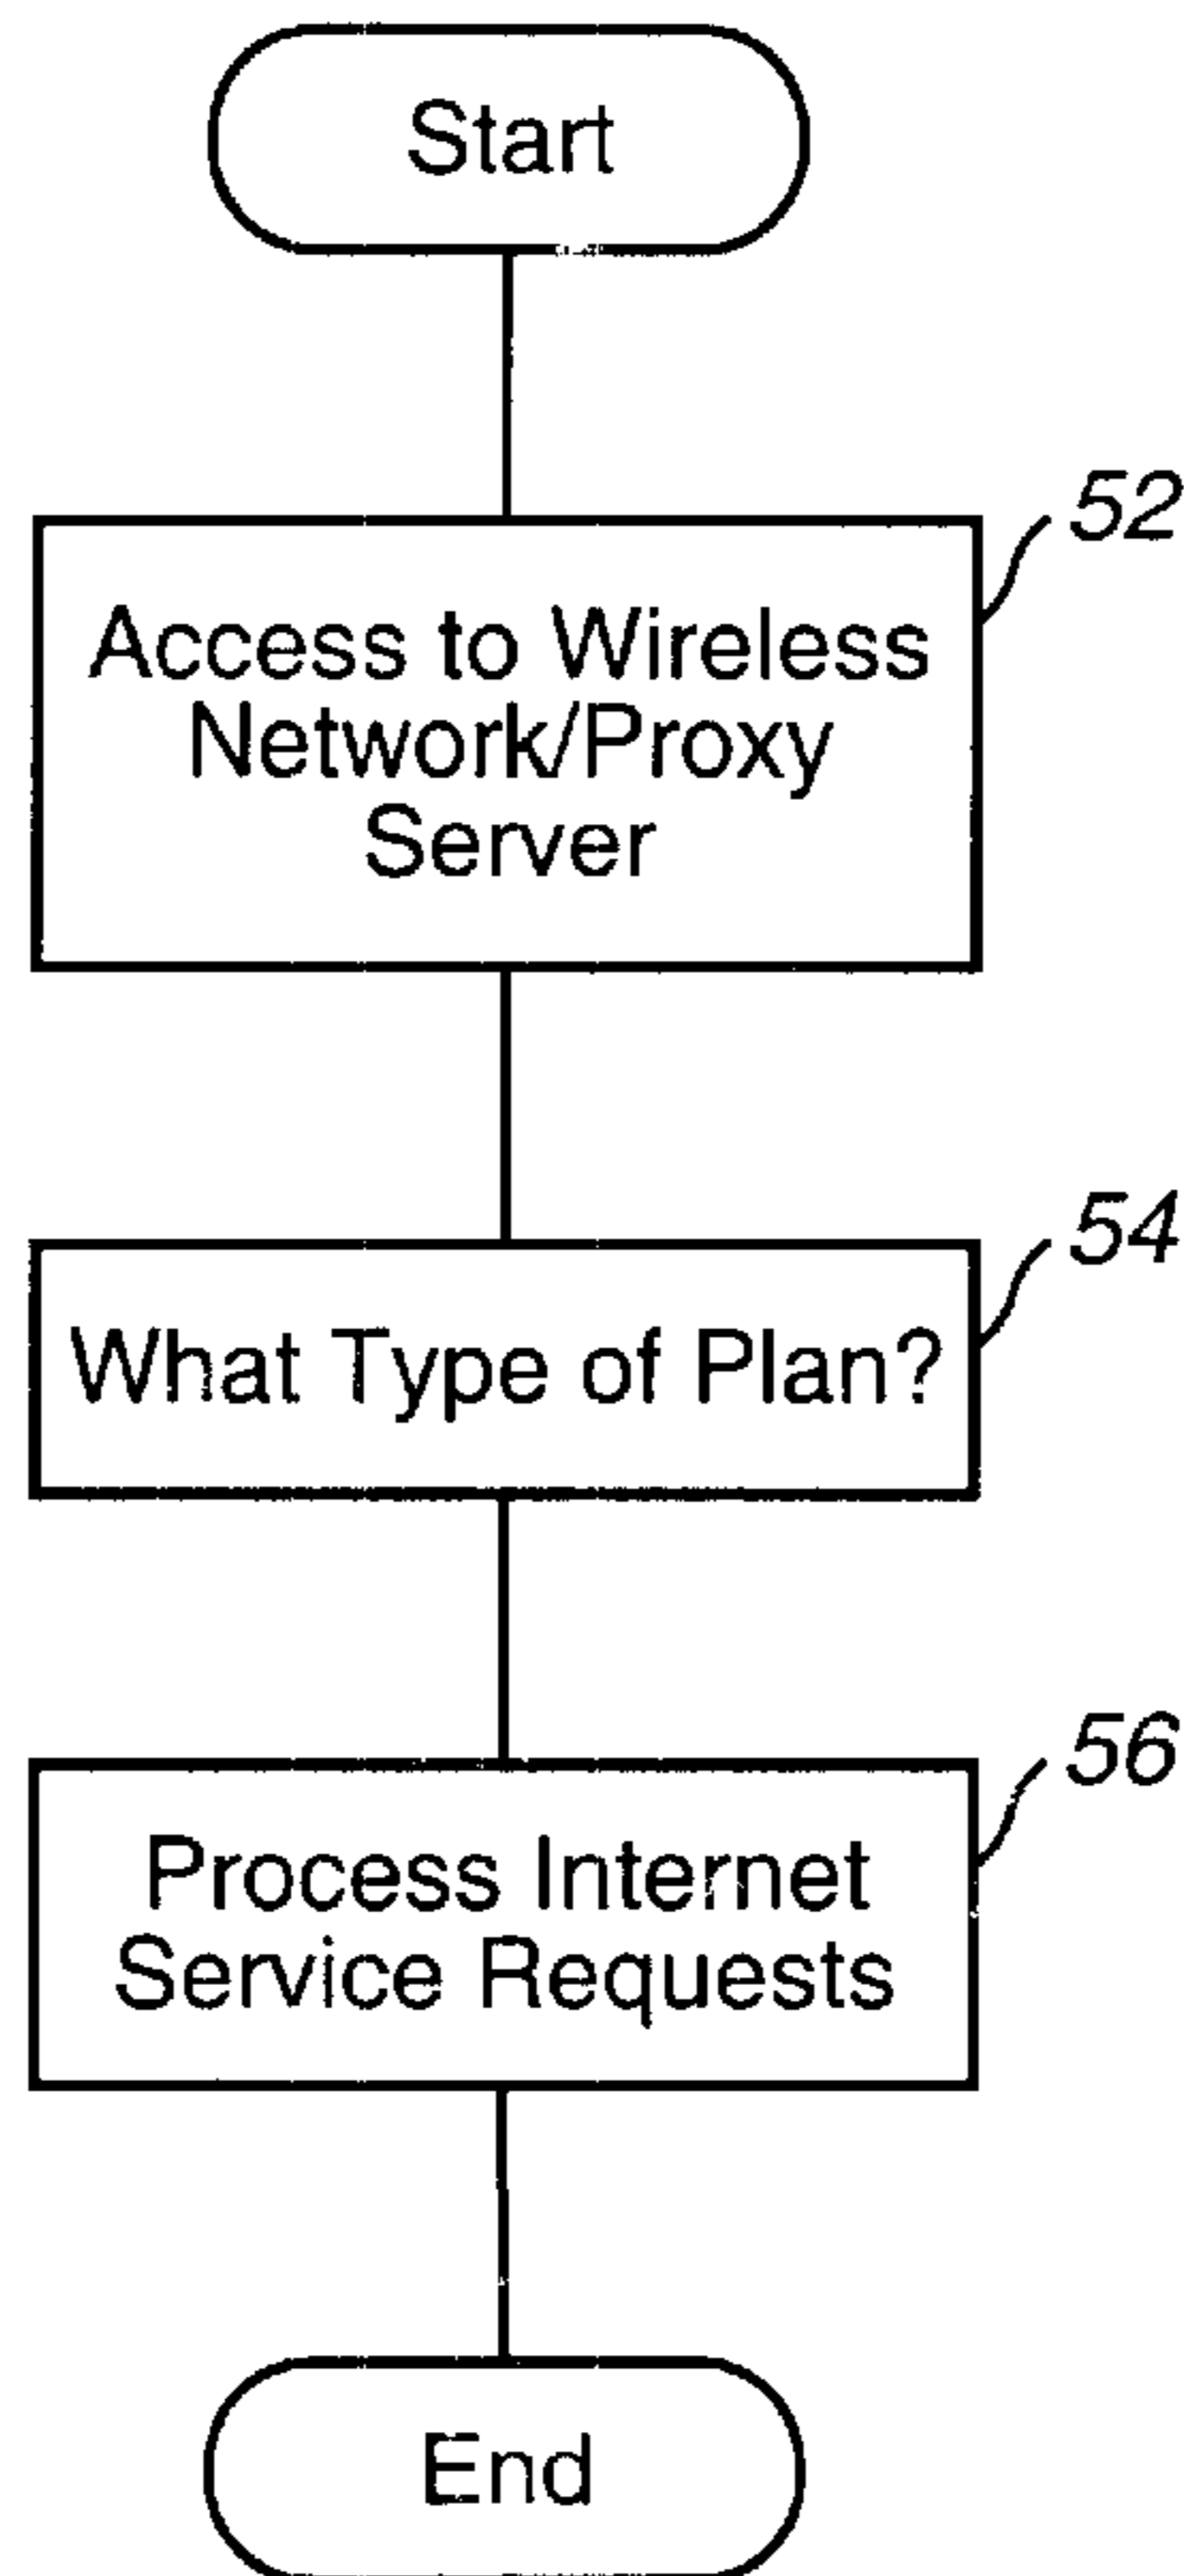 Start
52
Access to Wireless
Network/Proxy
Server
54
What Type of Plan?
56
Process Internet
Service Requests
End